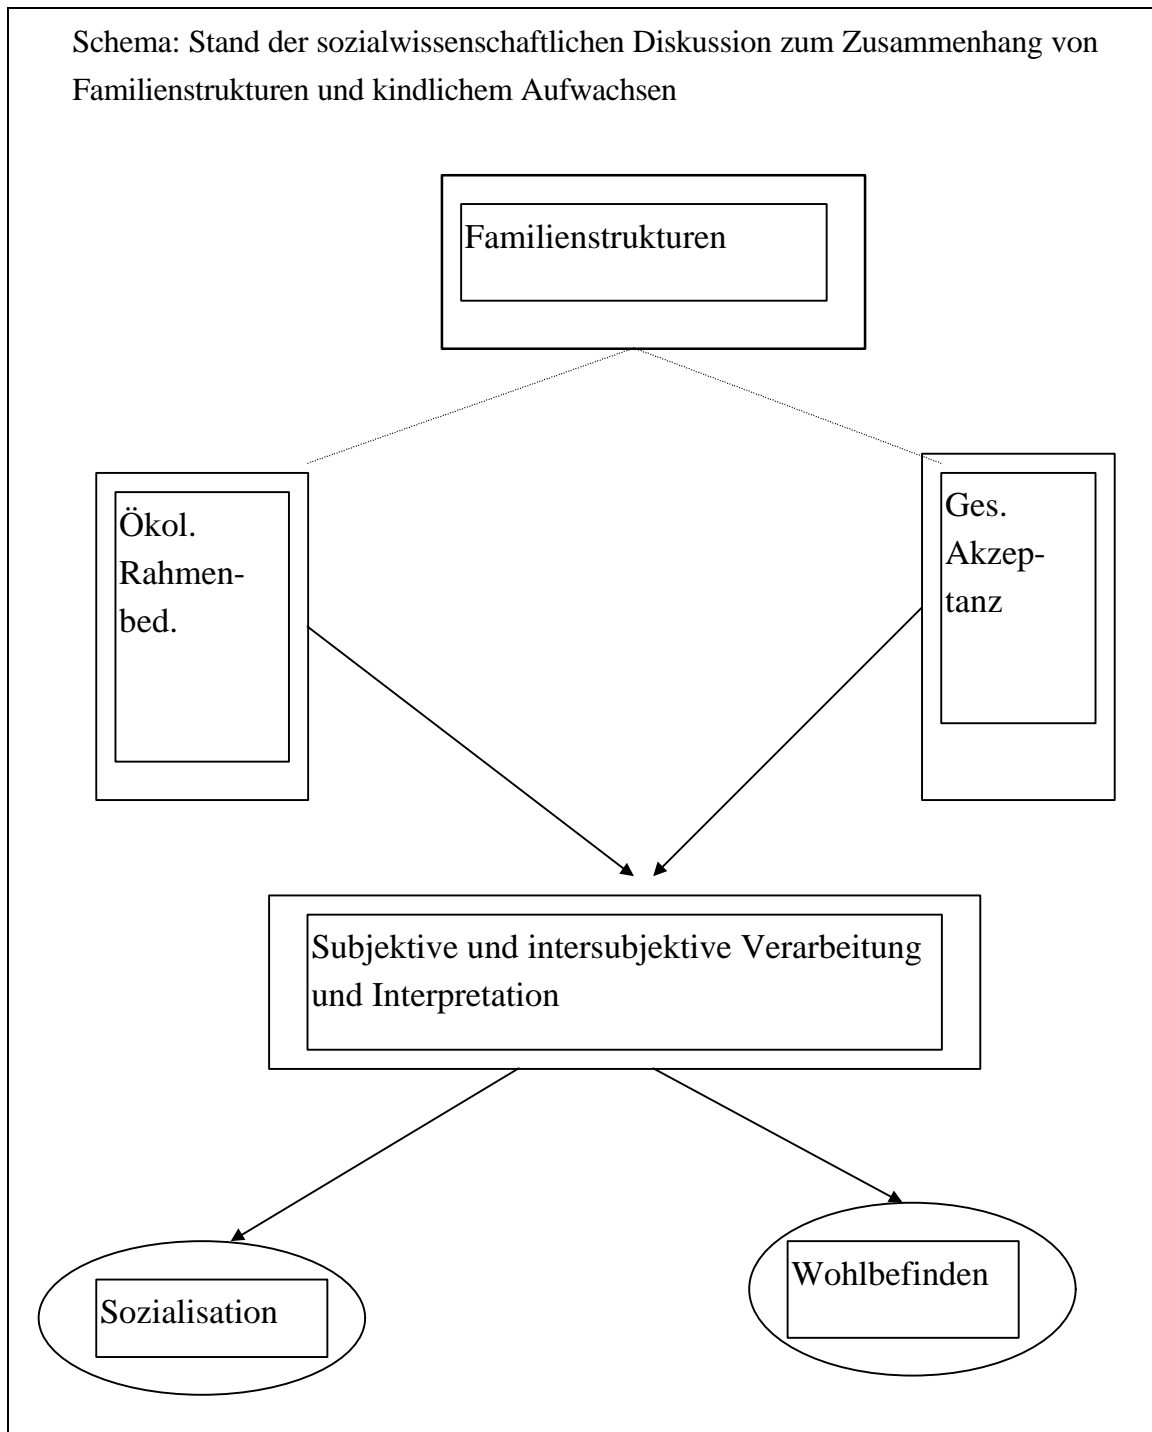 Schema: Stand der sozialwissenschaftlichen Diskussion zum Zusammenhang von
Familienstrukturen und kindlichem Aufwachsen
Familienstrukturen
Ökol.
Rahmen-
bed.
Ges.
Akzep-
tanz
Subjektive und intersubjektive Verarbeitung
und Interpretation
Sozialisation
Wohlbefinden